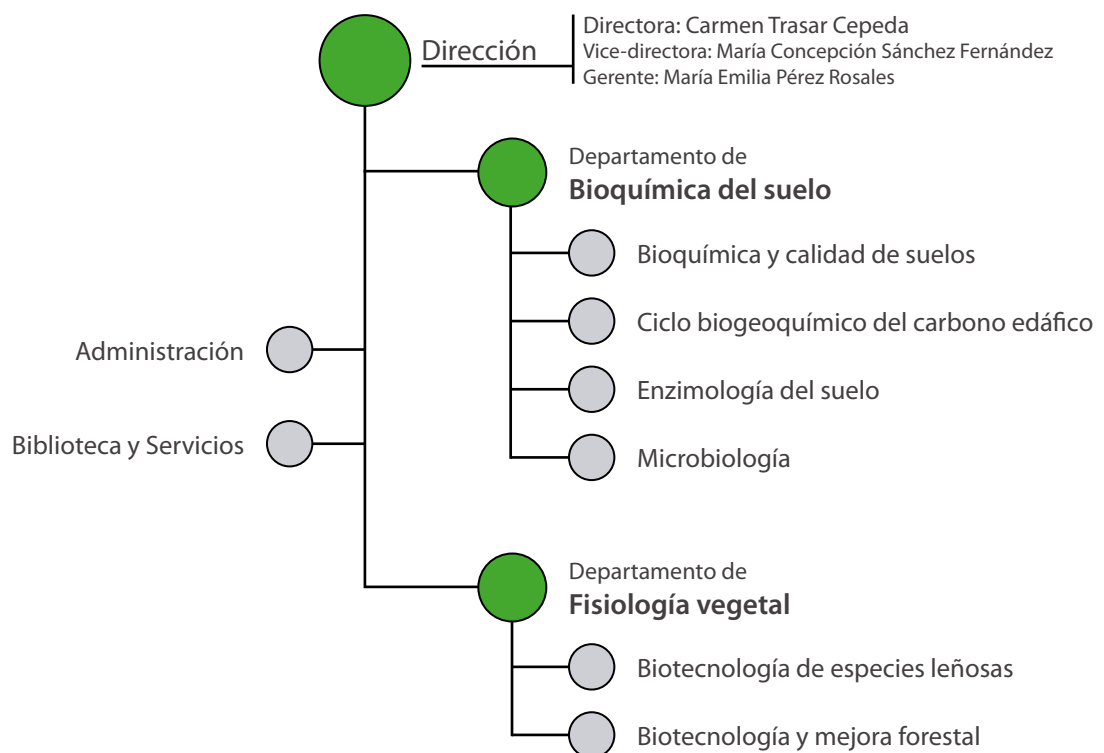 Dirección
Directora: Carmen Trasar Cepeda
Vice-directora: María Concepción Sánchez Fernández
Gerente: María Emilia Pérez Rosales
Departamento de
Bioquímica del suelo
Bioquímica y calidad de suelos
Ciclo biogeoquímico del carbono edáfico
Administración
Enzimología del suelo
Biblioteca y Servicios
Microbiología
Departamento de
Fisiología vegetal
Biotecnología de especies leñosas
Biotecnología y mejora forestal